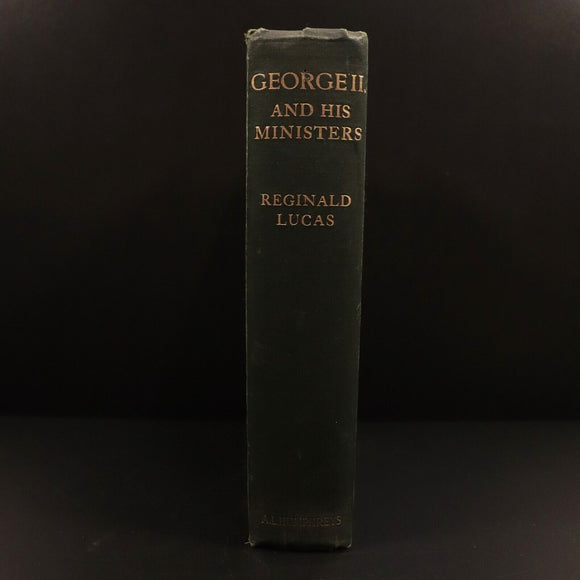 GEORGE II.
AND HIS
MINISTERS
REGINALD
LUCAS
A.L.HUMPHREYS